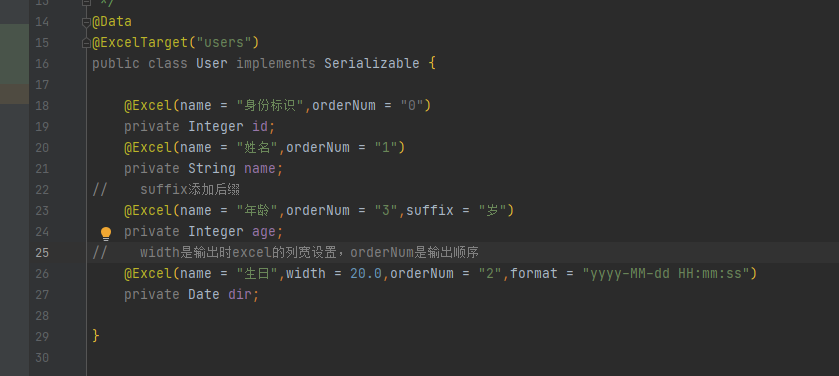 13 */
14 @Data
15 @ExcelTarget("users")
16 public class User implements Serializable {
17
18 @Excel(name = "身份标识",orderNum = "0")
19 private Integer id;
20 @Excel(name = "姓名",orderNum = "1")
21 private String name;
22 // suffix添加后缀
23 @Excel(name = "年龄",orderNum = "3",suffix = "岁")
24 private Integer age;
25 // width是输出时excel的列宽设置，orderNum是输出顺序
26 @Excel(name = "生日",width = 20.0,orderNum = "2",format = "yyyy-MM-dd HH:mm:ss")
27 private Date dir;
28
29 }
30